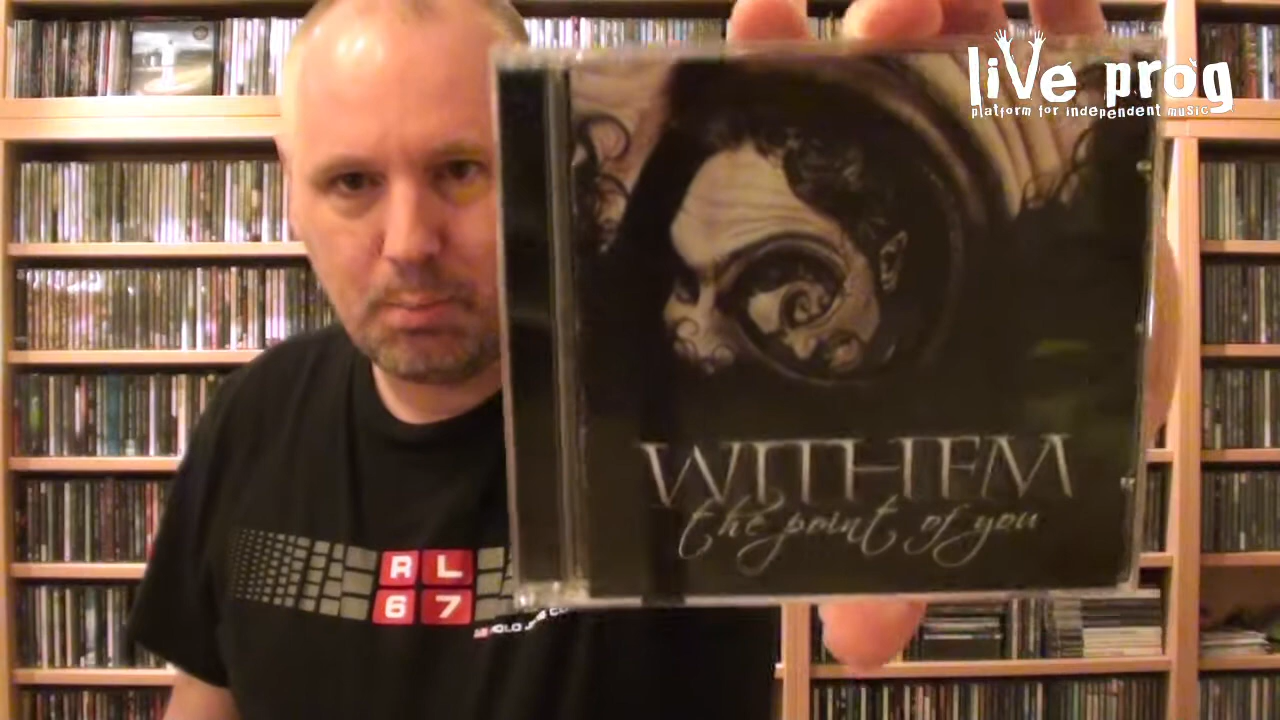 live prog
platform for independent music
WITHEM
the point of you
RL
67